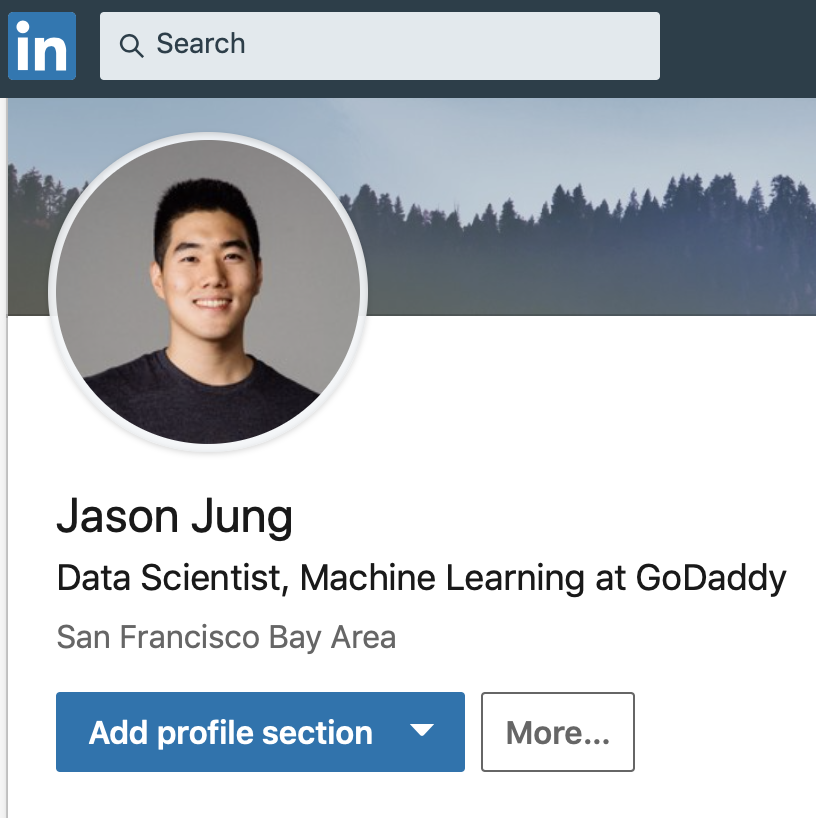 in
Search
Jason Jung
Data Scientist, Machine Learning at GoDaddy
San Francisco Bay Area
Add profile section
More...